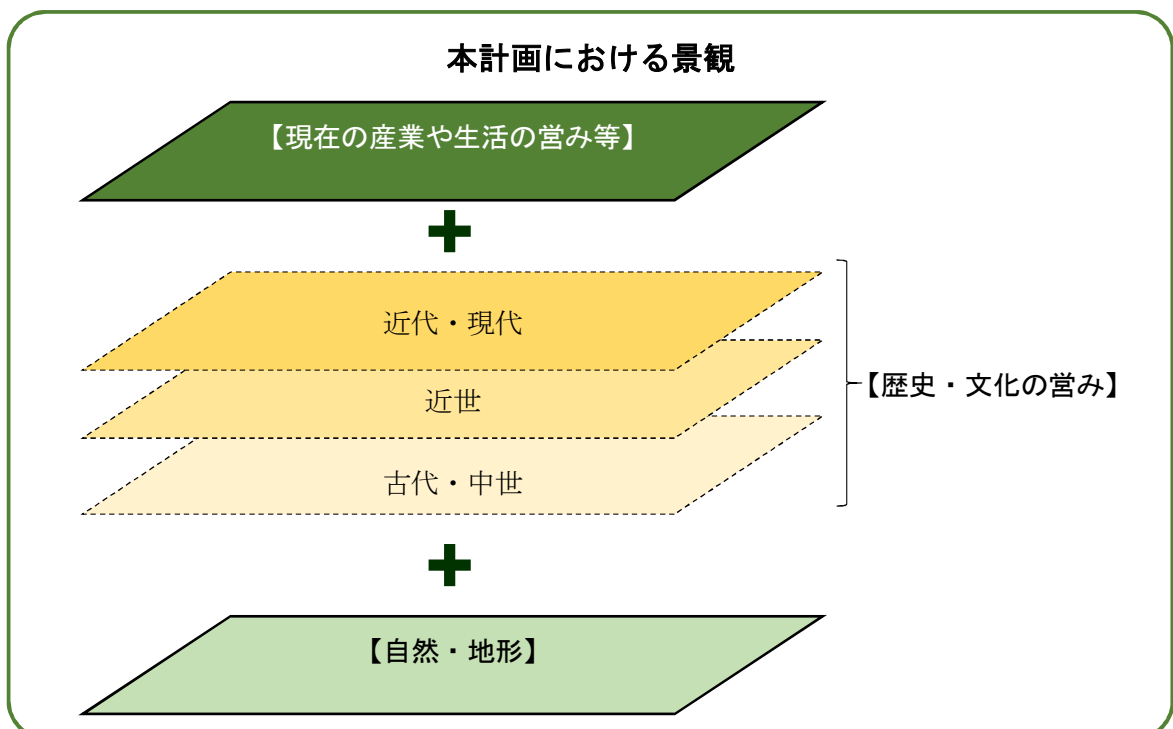 本計画における景観
【現在の産業や生活の営み等】
近代・現代
近世
【歴史・文化の営み】
古代・中世
【自然・地形】